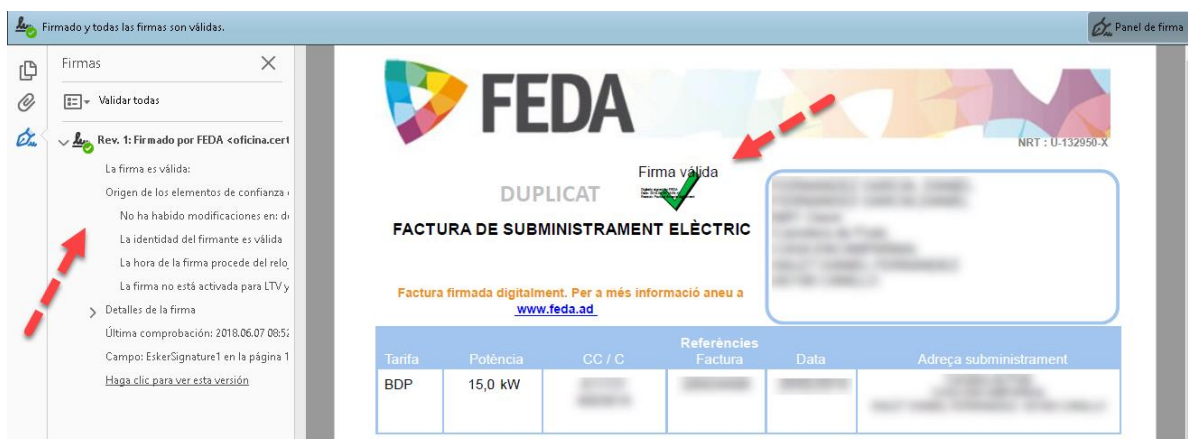 Firmado y todas las firmas son válidas.
Panel de firma
Firmas
Validar todas
Rev. 1: Firmado por FEDA <oficina.cert
La firma es válida:
Origen de los elementos de confianza
No ha habido modificaciones en: d
La identidad del firmante es válida
La hora de la firma procede del reloj
La firma no está activada para LTV y
Detalles de la firma
Última comprobación: 2018.06.07 08:52
Campo: EskerSignature1 en la página 1
Haga clic para ver esta versión
FEDA
NRT : U-132950-X
Firma válida
DUPLICAT
FACTURA DE SUBMINISTRAMENT ELÈCTRIC
Factura firmada digitalment. Per a més informació aneu a
www.feda.ad
Referències
Tarifa Potència CC / C Factura Data Adreça subministrament
BDP 15,0 kW